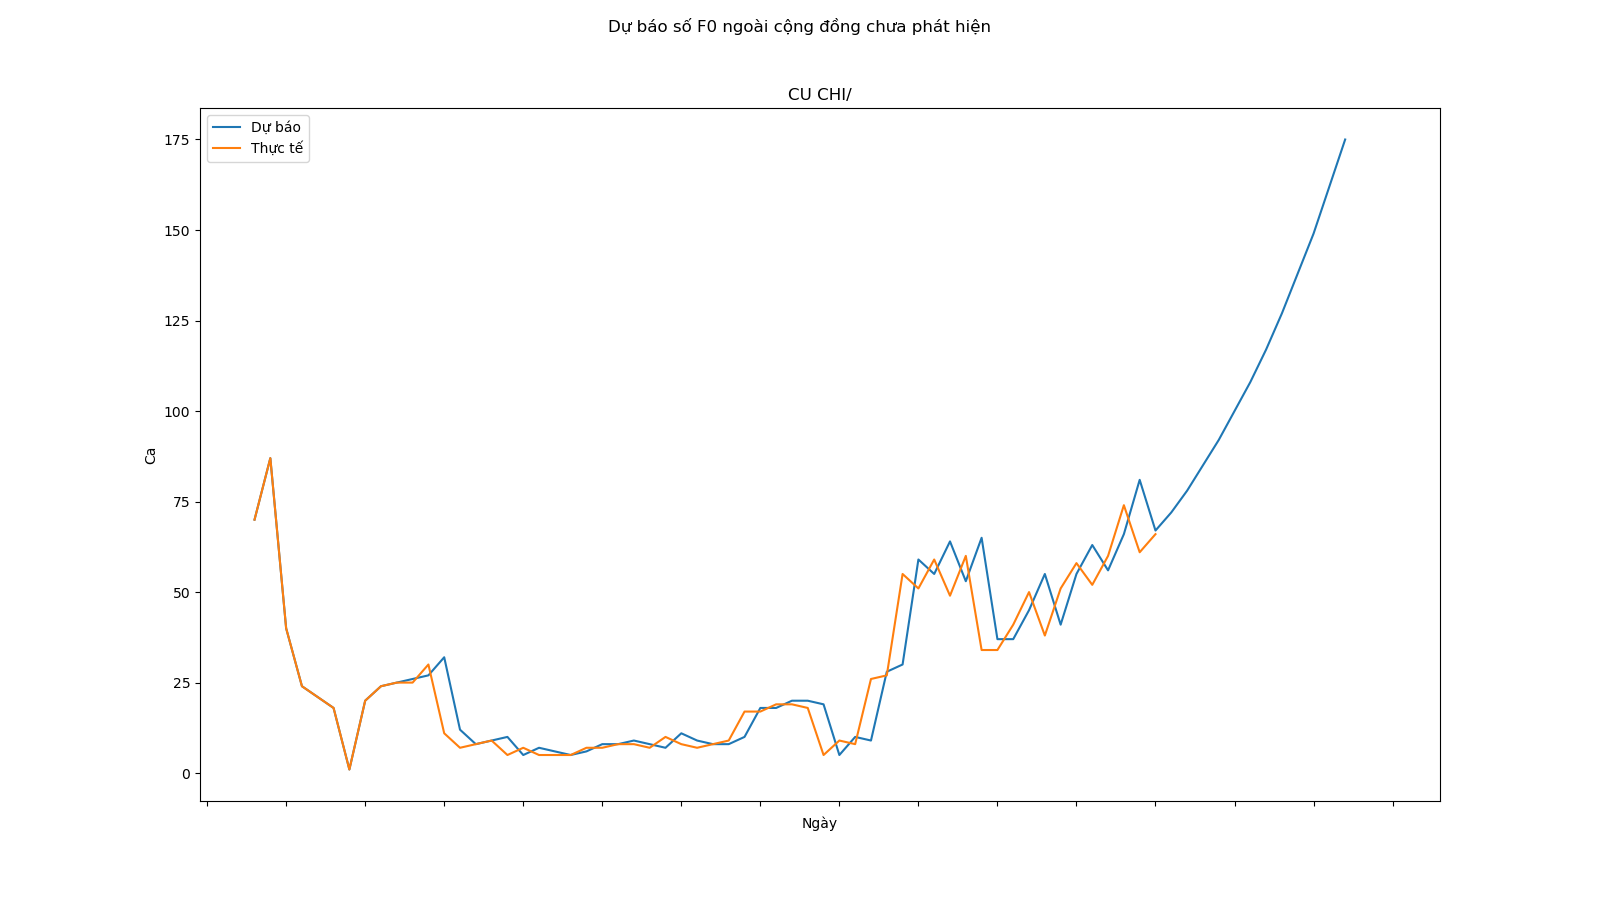 Dự báo số F0 ngoài cộng đồng chưa phát hiện
CU CHI/
Dự báo
Thực tế
175
150
125
100
75
50
25
0
Ca
Ngày